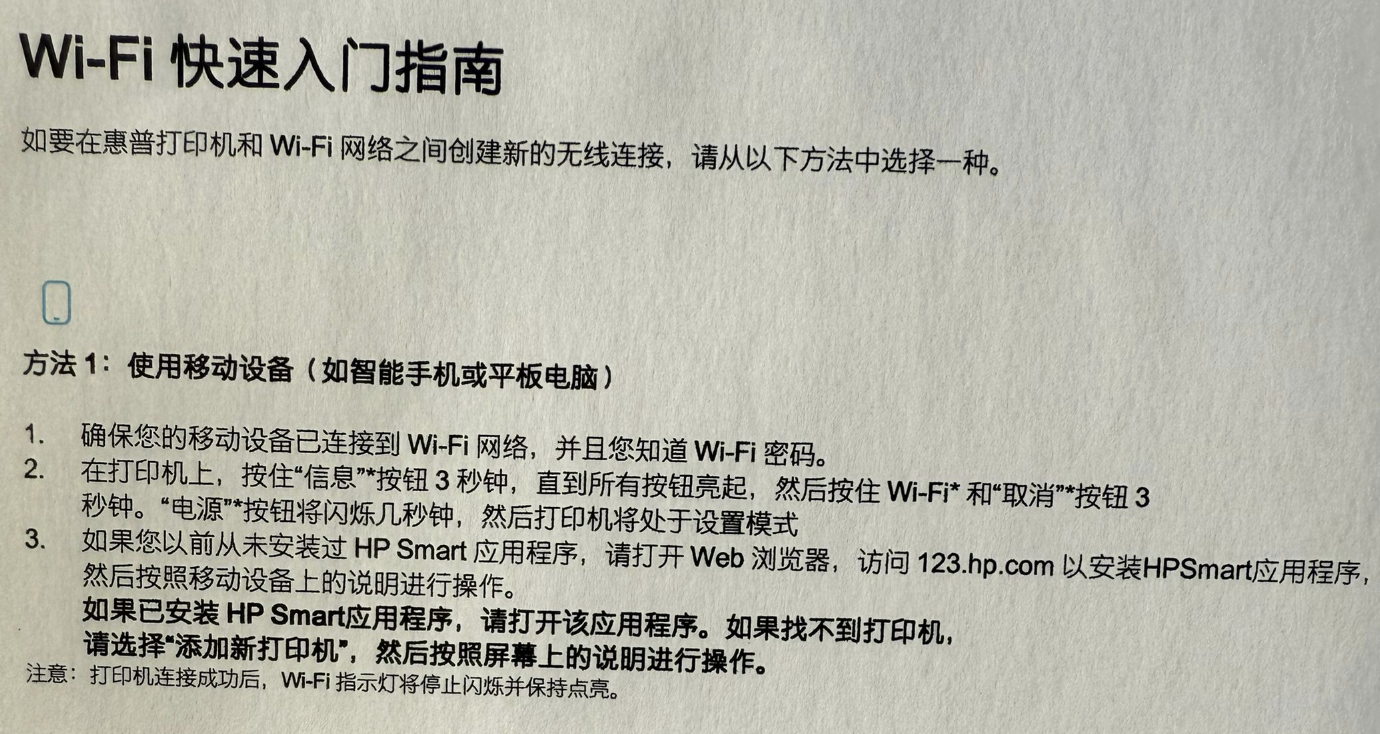 Wi-Fi 快速入门指南
如要在惠普打印机和 Wi-Fi 网络之间创建新的无线连接，请从以下方法中选择一种。
方法 1：使用移动设备（如智能手机或平板电脑）
1. 确保您的移动设备已连接到 Wi-Fi 网络，并且您知道 Wi-Fi 密码。
2. 在打印机上，按住“信息”*按钮 3 秒钟，直到所有按钮亮起，然后按住 Wi-Fi* 和“取消”*按钮 3
秒钟。“电源”*按钮将闪烁几秒钟，然后打印机将处于设置模式
3. 如果您以前从未安装过 HP Smart 应用程序，请打开 Web 浏览器，访问 123.hp.com 以安装HPSmart应用程序，
然后按照移动设备上的说明进行操作。
如果已安装 HP Smart应用程序，请打开该应用程序。如果找不到打印机，
请选择“添加新打印机”，然后按照屏幕上的说明进行操作。
注意：打印机连接成功后，Wi-Fi 指示灯将停止闪烁并保持点亮。